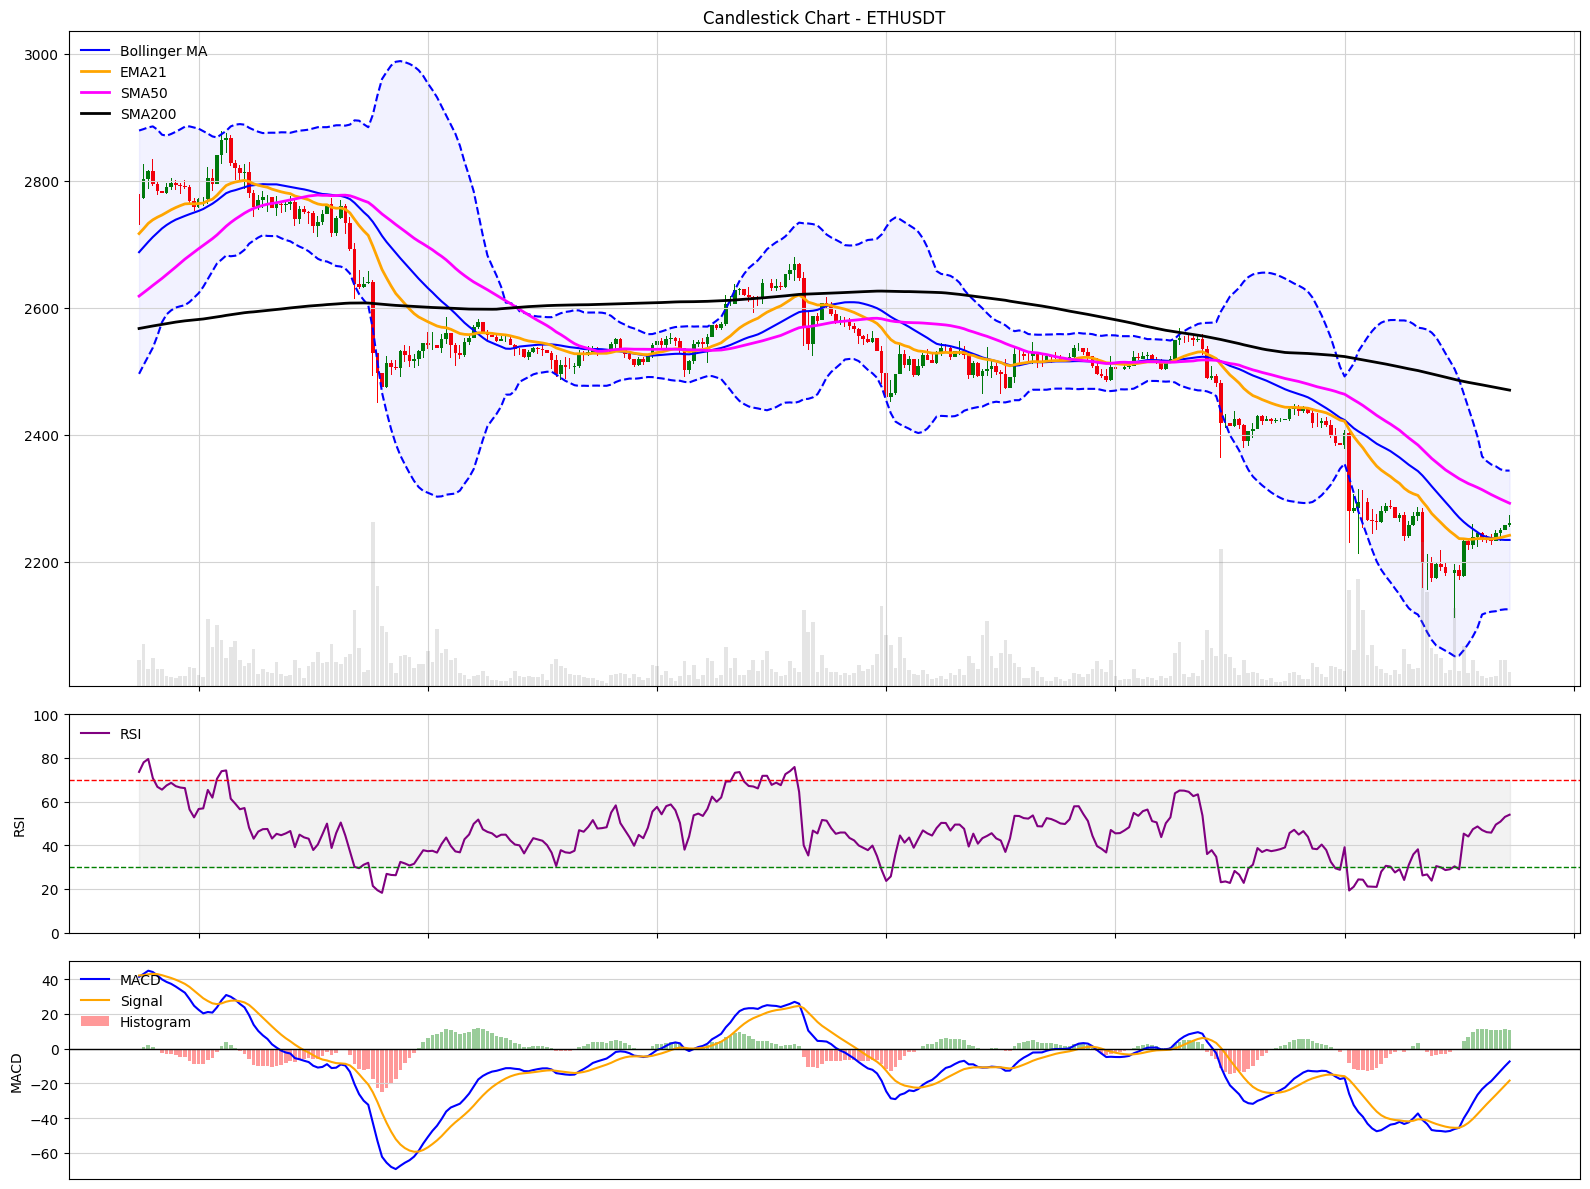 Candlestick Chart - ETHUSDT
Bollinger MA
EMA21
SMA50
SMA200
3000
2800
2600
2400
2200
RSI
RSI
100
80
60
40
20
0
MACD
Signal
Histogram
MACD
40
20
0
−20
−40
−60